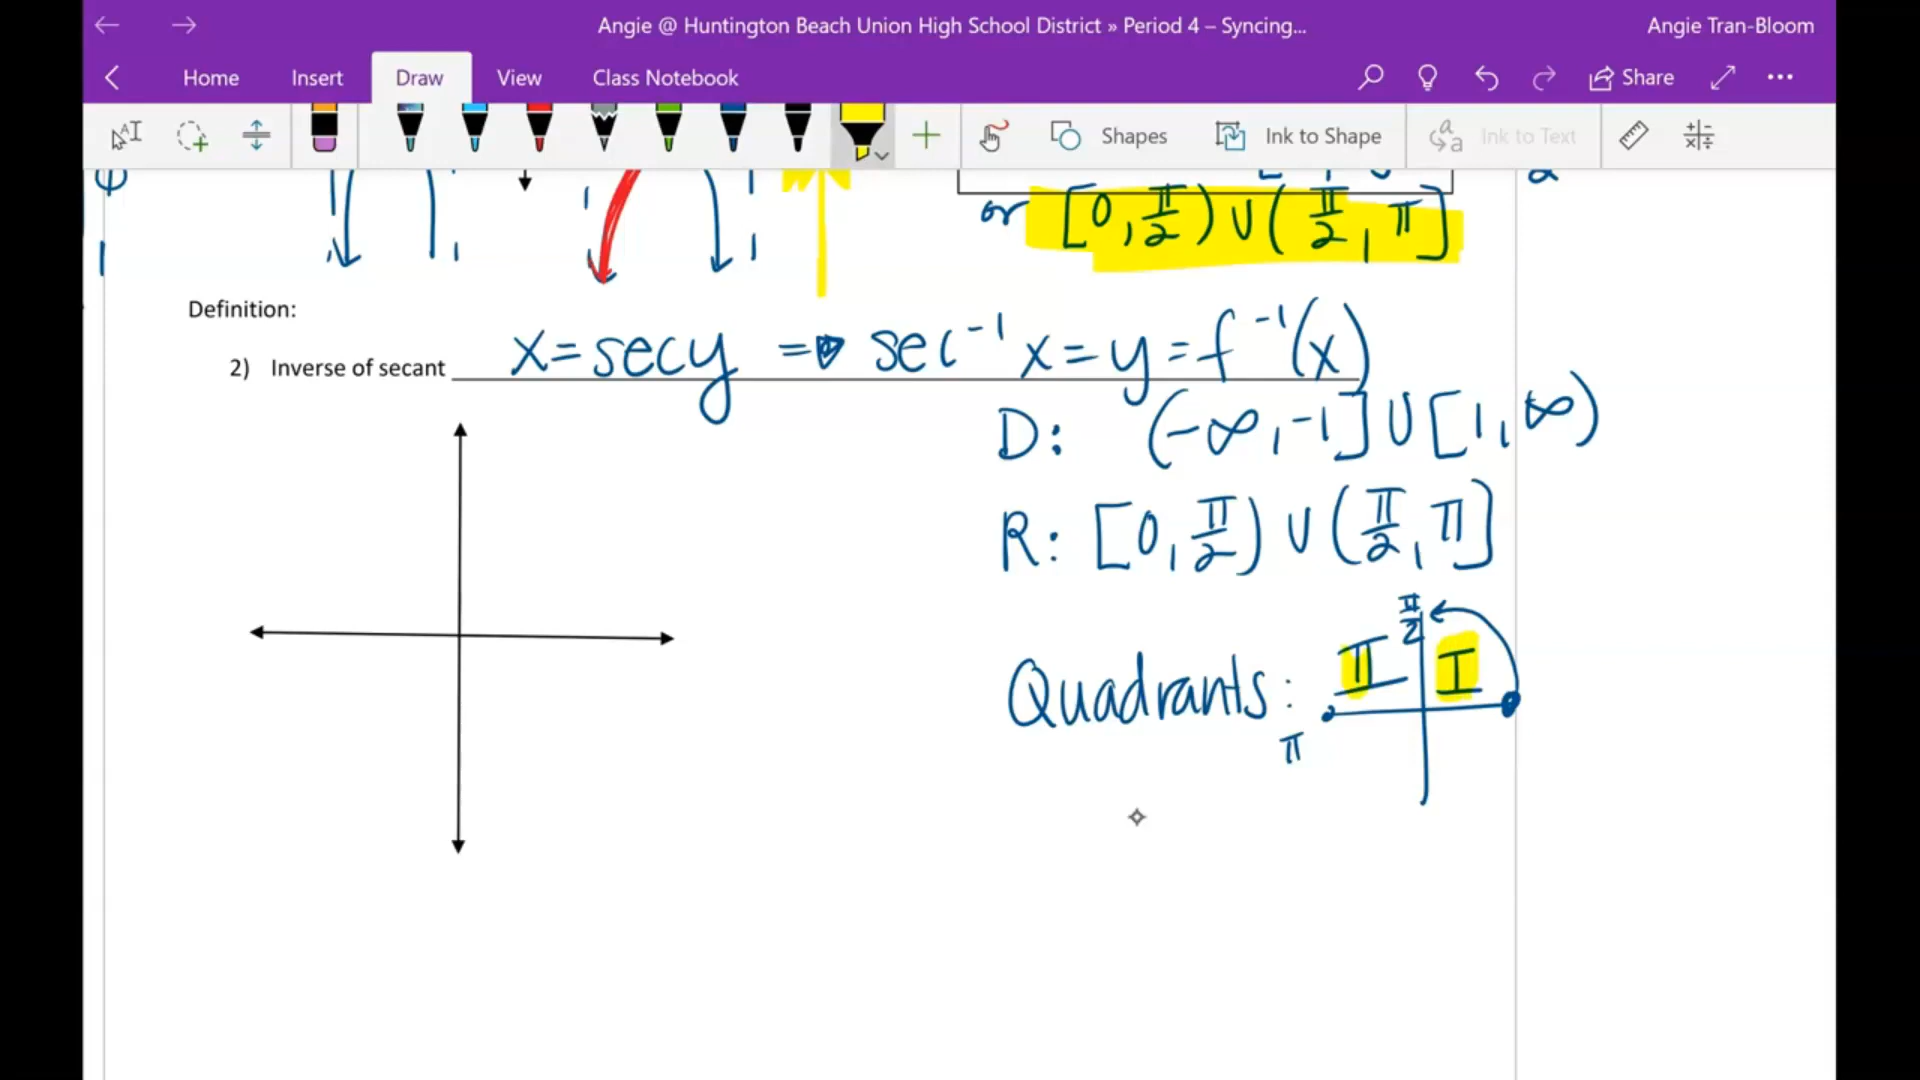 Angie @ Huntington Beach Union High School District » Period 4 – Syncing...
Angie Tran-Bloom
Home Insert Draw View Class Notebook Share
Shapes Ink to Shape Ink to Text
or [0, π/2) ∪ (π/2, π]
Definition:
2) Inverse of secant x = sec y ⇒ sec⁻¹ x = y = f⁻¹(x)
D: (-∞, -1] ∪ [1, ∞)
R: [0, π/2) ∪ (π/2, π]
π/2
II I
Quadrants:
π